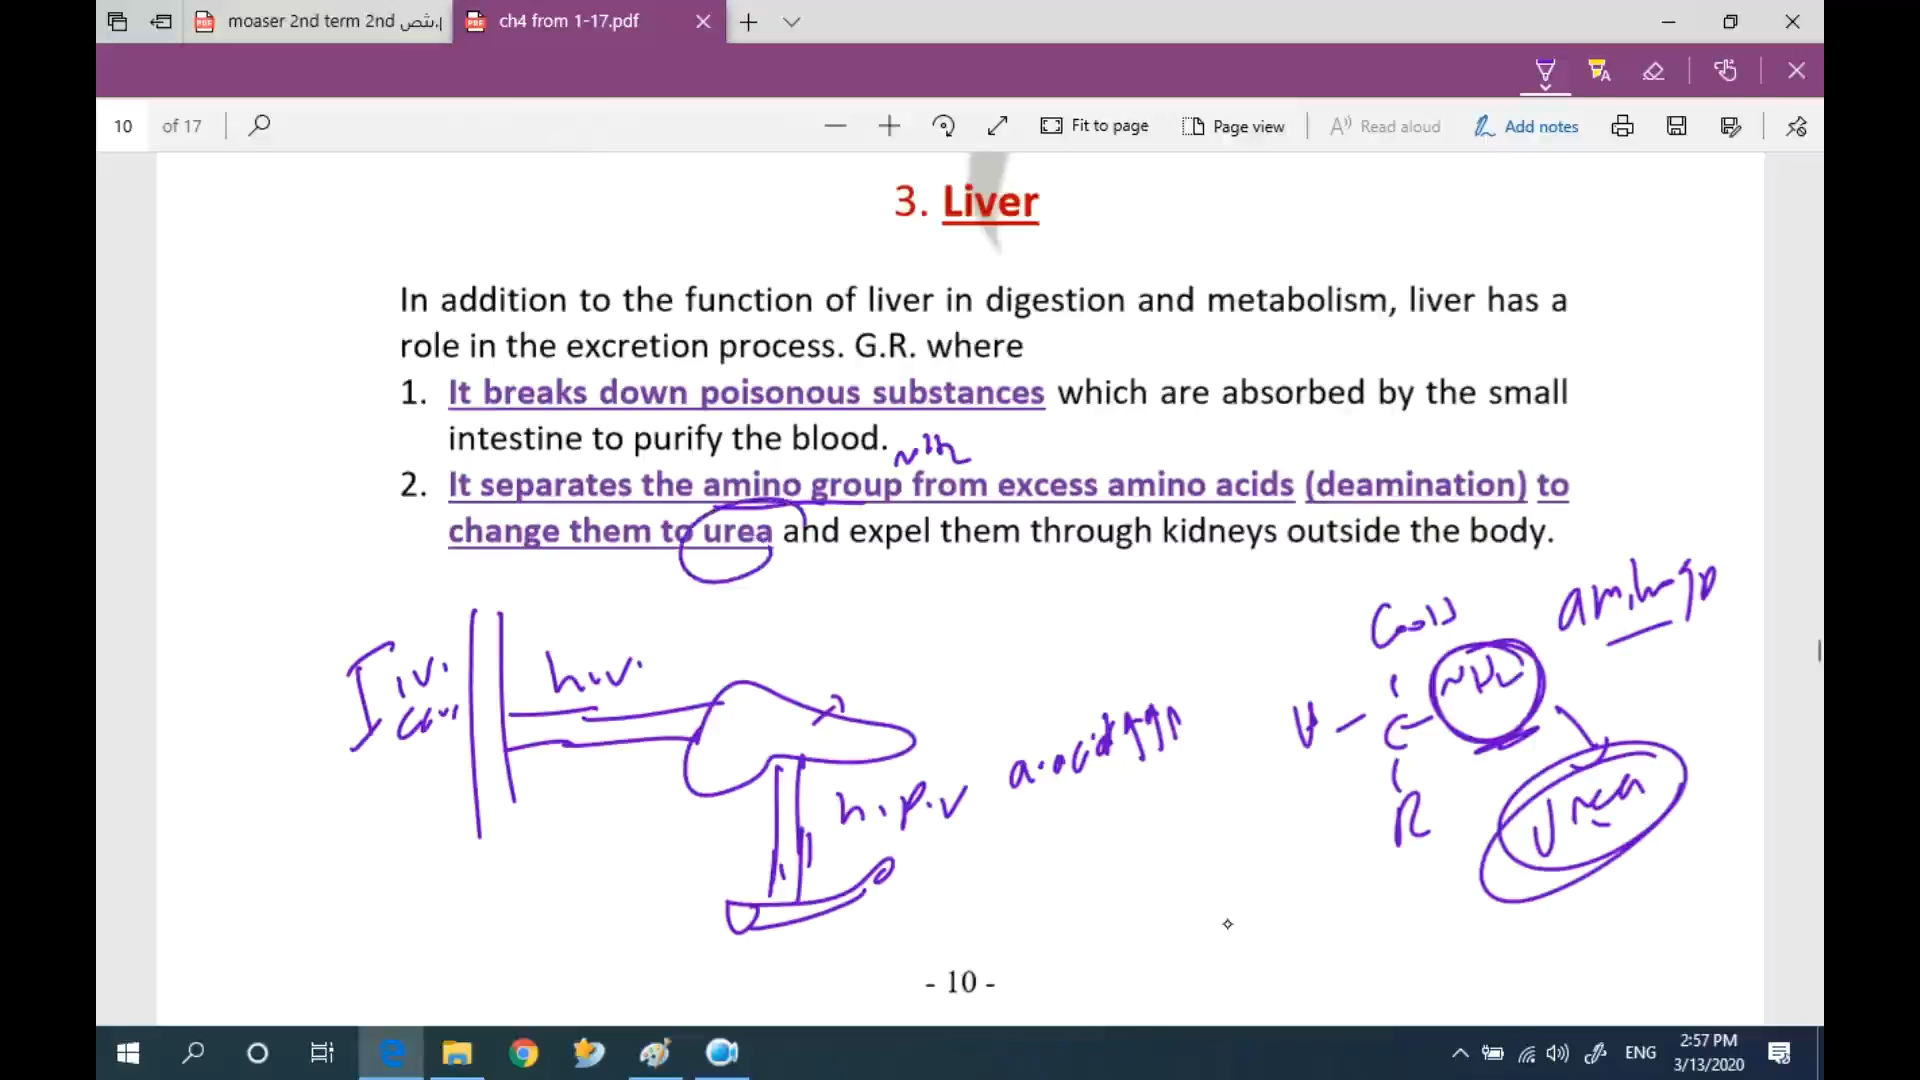 moaser 2nd term 2nd نص.
ch4 from 1-17.pdf
10 of 17
Fit to page
Page view
Read aloud
Add notes
3. Liver
In addition to the function of liver in digestion and metabolism, liver has a
role in the excretion process. G.R. where
1. It breaks down poisonous substances which are absorbed by the small
intestine to purify the blood.
2. It separates the amino group from excess amino acids (deamination) to
change them to urea and expel them through kidneys outside the body.
h.v.
h.p.v
a.acid
H - C - NH2
R
Urea
- 10 -
ENG
2:57 PM
3/13/2020